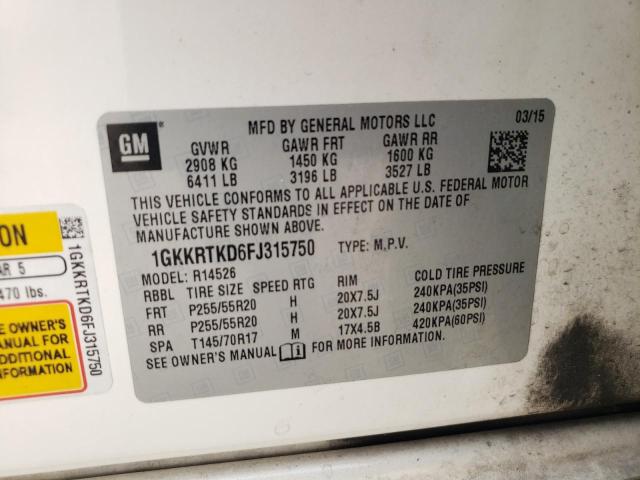 GM
MFD BY GENERAL MOTORS LLC 03/15
GVWR GAWR FRT GAWR RR
2908 KG 1450 KG 1600 KG
6411 LB 3196 LB 3527 LB
THIS VEHICLE CONFORMS TO ALL APPLICABLE U.S. FEDERAL MOTOR
VEHICLE SAFETY STANDARDS IN EFFECT ON THE DATE OF
MANUFACTURE SHOWN ABOVE.
1GKKRTKD6FJ315750 TYPE: M.P.V.
MODEL: R14526
RBBL TIRE SIZE SPEED RTG RIM COLD TIRE PRESSURE
FRT P255/55R20 H 20X7.5J 240KPA(35PSI)
RR P255/55R20 H 20X7.5J 240KPA(35PSI)
SPA T145/70R17 M 17X4.5B 420KPA(60PSI)
SEE OWNER'S MANUAL FOR MORE INFORMATION.
ON
AR 5
470 lbs.
E OWNER'S
MANUAL FOR
ADDITIONAL
FORMATION
1GKKRTKD6FJ315750